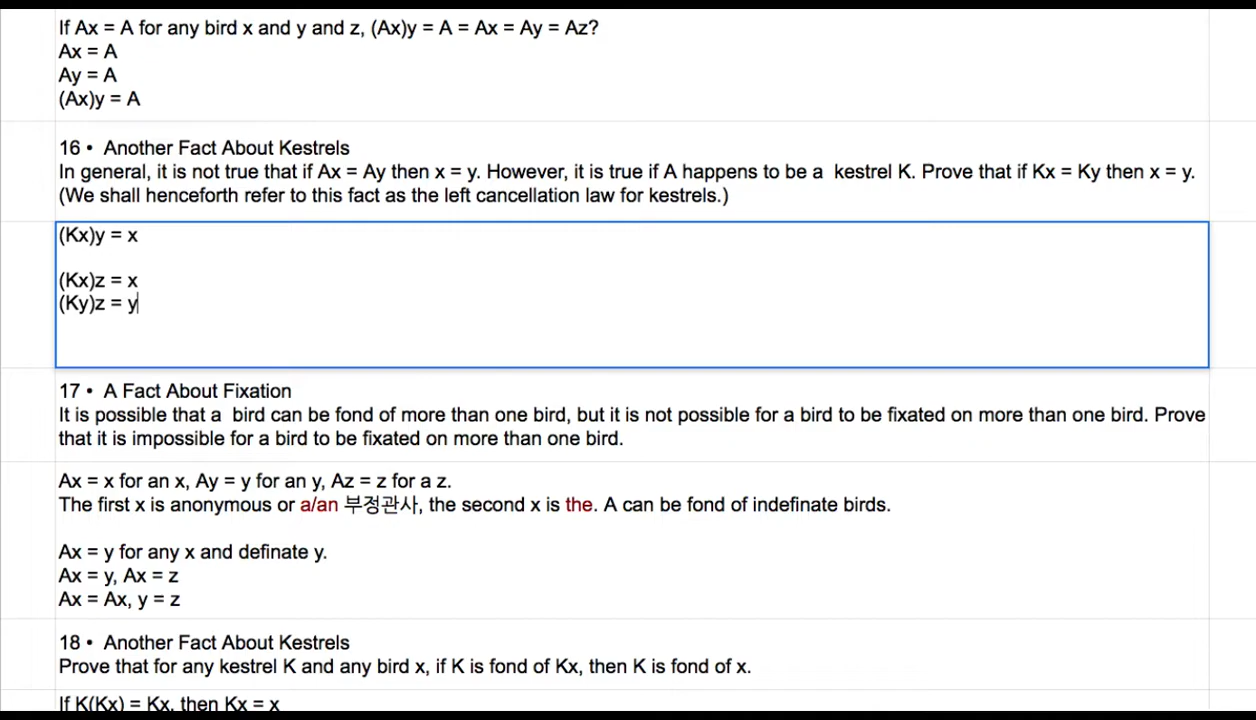 If Ax = A for any bird x and y and z, (Ax)y = A = Ax = Ay = Az?
Ax = A
Ay = A
(Ax)y = A
16 • Another Fact About Kestrels
In general, it is not true that if Ax = Ay then x = y. However, it is true if A happens to be a kestrel K. Prove that if Kx = Ky then x = y.
(We shall henceforth refer to this fact as the left cancellation law for kestrels.)
(Kx)y = x
(Kx)z = x
(Ky)z = y
17 • A Fact About Fixation
It is possible that a bird can be fond of more than one bird, but it is not possible for a bird to be fixated on more than one bird. Prove
that it is impossible for a bird to be fixated on more than one bird.
Ax = x for an x, Ay = y for an y, Az = z for a z.
The first x is anonymous or a/an 부정관사, the second x is the. A can be fond of indefinate birds.
Ax = y for any x and definate y.
Ax = y, Ax = z
Ax = Ax, y = z
18 • Another Fact About Kestrels
Prove that for any kestrel K and any bird x, if K is fond of Kx, then K is fond of x.
If K(Kx) = Kx, then Kx = x